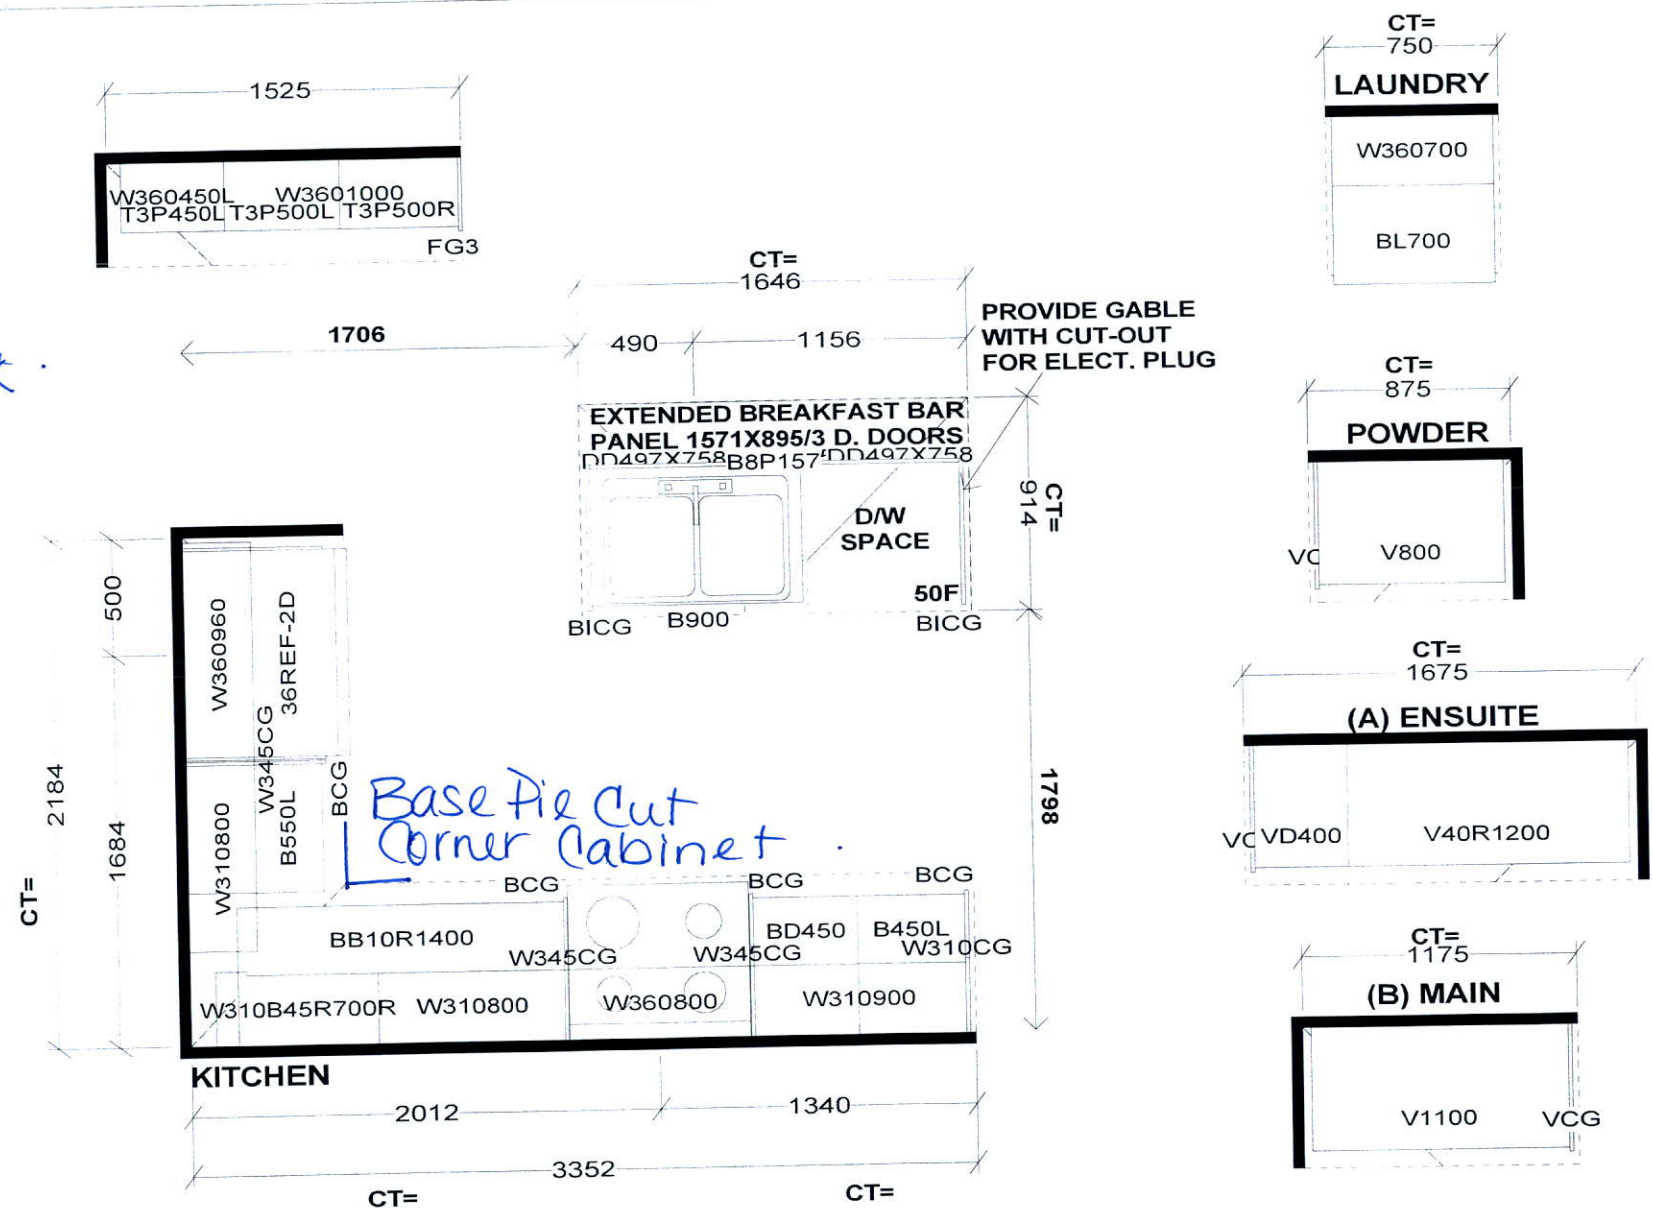 1525
W360450L W3601000
T3P450L T3P500L T3P500R
FG3
1706
CT=
1646
490 1156
PROVIDE GABLE
WITH CUT-OUT
FOR ELECT. PLUG
EXTENDED BREAKFAST BAR
PANEL 1571X895/3 D. DOORS
DD497X758 B8P157 DD497X758
D/W
SPACE
50F
BICG B900 BICG
914
CT=
1798
500
2184
1684
CT=
W360960
36REF-2D
W345CG
BCG
W310800
B550L
Base Pie Cut
Corner Cabinet.
BCG BCG BCG
BB10R1400
BD450 B450L
W345CG W345CG W310CG
W310B45R700R W310800 W360800 W310900
KITCHEN
2012 1340
3352
CT= CT=
CT=
750
LAUNDRY
W360700
BL700
CT=
875
POWDER
V800
CT=
1675
(A) ENSUITE
VD400 V40R1200
CT=
1175
(B) MAIN
V1100 VCG